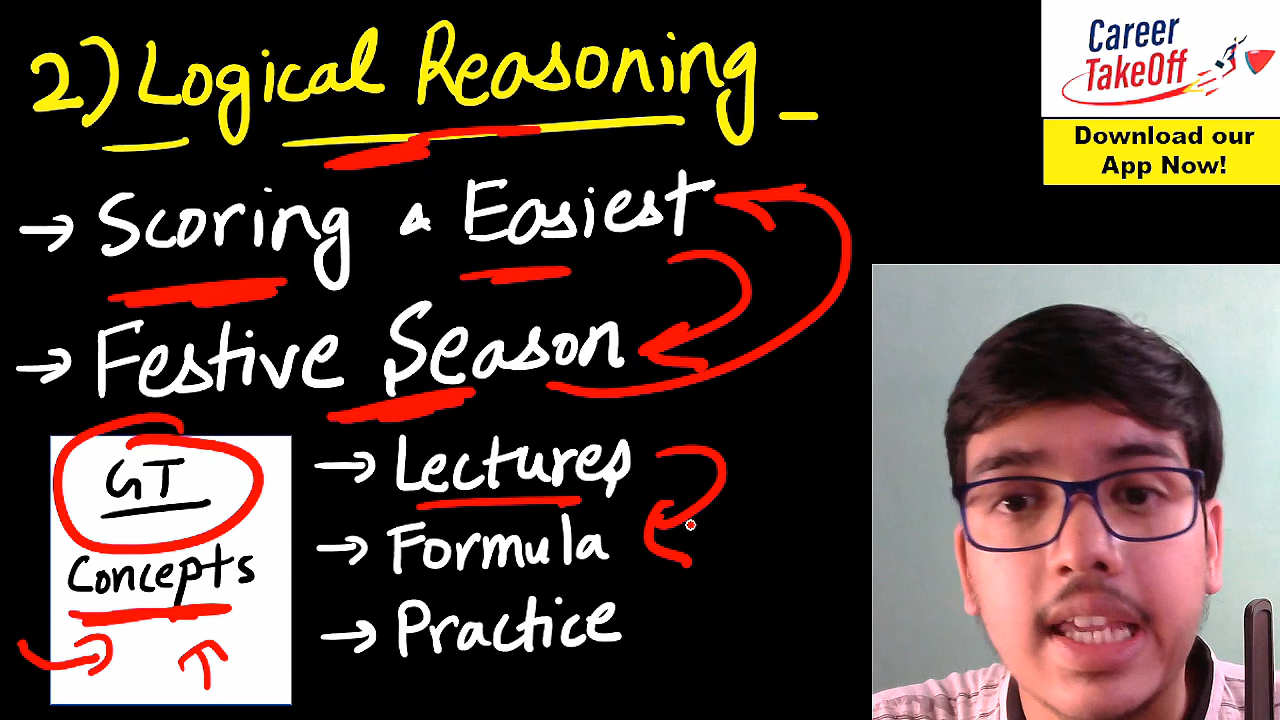 2) Logical Reasoning
Career
TakeOff
Download our
App Now!
→ Scoring & Easiest
→ Festive Season
GT
Concepts
→ Lectures
→ Formula
→ Practice